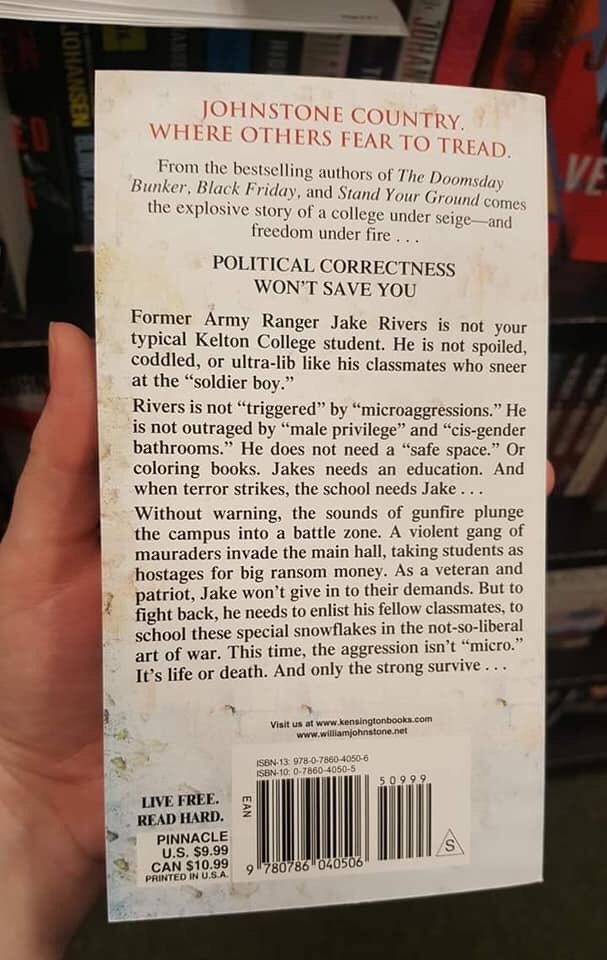 JOHNSTONE COUNTRY.
WHERE OTHERS FEAR TO TREAD.
From the bestselling authors of The Doomsday
Bunker, Black Friday, and Stand Your Ground comes
the explosive story of a college under seige—and
freedom under fire . . .
POLITICAL CORRECTNESS
WON'T SAVE YOU
Former Army Ranger Jake Rivers is not your
typical Kelton College student. He is not spoiled,
coddled, or ultra-lib like his classmates who sneer
at the “soldier boy.”
Rivers is not “triggered” by “microaggressions.” He
is not outraged by “male privilege” and “cis-gender
bathrooms.” He does not need a “safe space.” Or
coloring books. Jakes needs an education. And
when terror strikes, the school needs Jake . . .
Without warning, the sounds of gunfire plunge
the campus into a battle zone. A violent gang of
mauraders invade the main hall, taking students as
hostages for big ransom money. As a veteran and
patriot, Jake won't give in to their demands. But to
fight back, he needs to enlist his fellow classmates, to
school these special snowflakes in the not-so-liberal
art of war. This time, the aggression isn't “micro.”
It's life or death. And only the strong survive . . .
Visit us at www.kensingtonbooks.com
www.williamjohnstone.net
ISBN-13: 978-0-7860-4050-6
ISBN-10: 0-7860-4050-5
50999
EAN
9 780786 040506
S
LIVE FREE.
READ HARD.
PINNACLE
U.S. $9.99
CAN $10.99
PRINTED IN U.S.A.
JOHANSEN
VE